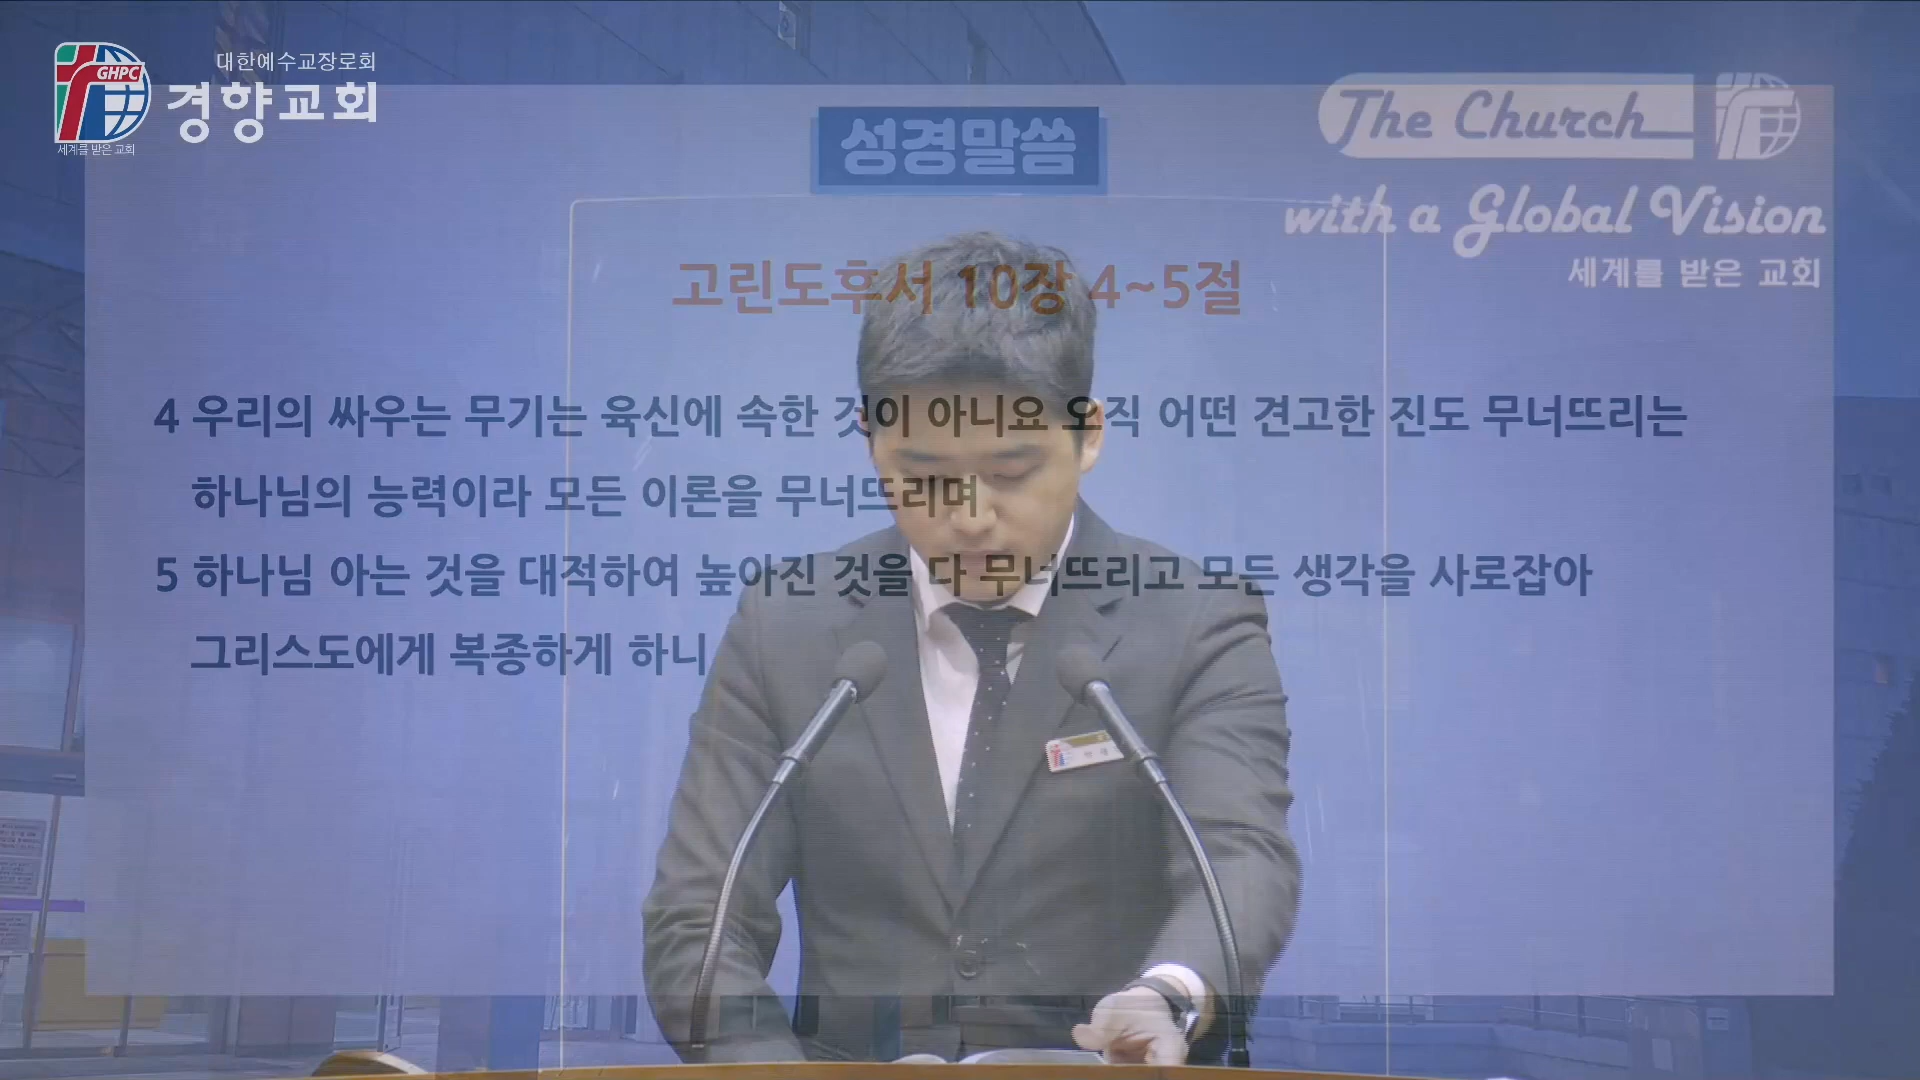 GHPC
대한예수교장로회
경향교회
세계를 받은 교회
The Church
with a Global Vision
세계를 받은 교회
성경말씀
고린도후서 10장 4~5절
4 우리의 싸우는 무기는 육신에 속한 것이 아니요 오직 어떤 견고한 진도 무너뜨리는
하나님의 능력이라 모든 이론을 무너뜨리며
5 하나님 아는 것을 대적하여 높아진 것을 다 무너뜨리고 모든 생각을 사로잡아
그리스도에게 복종하게 하니